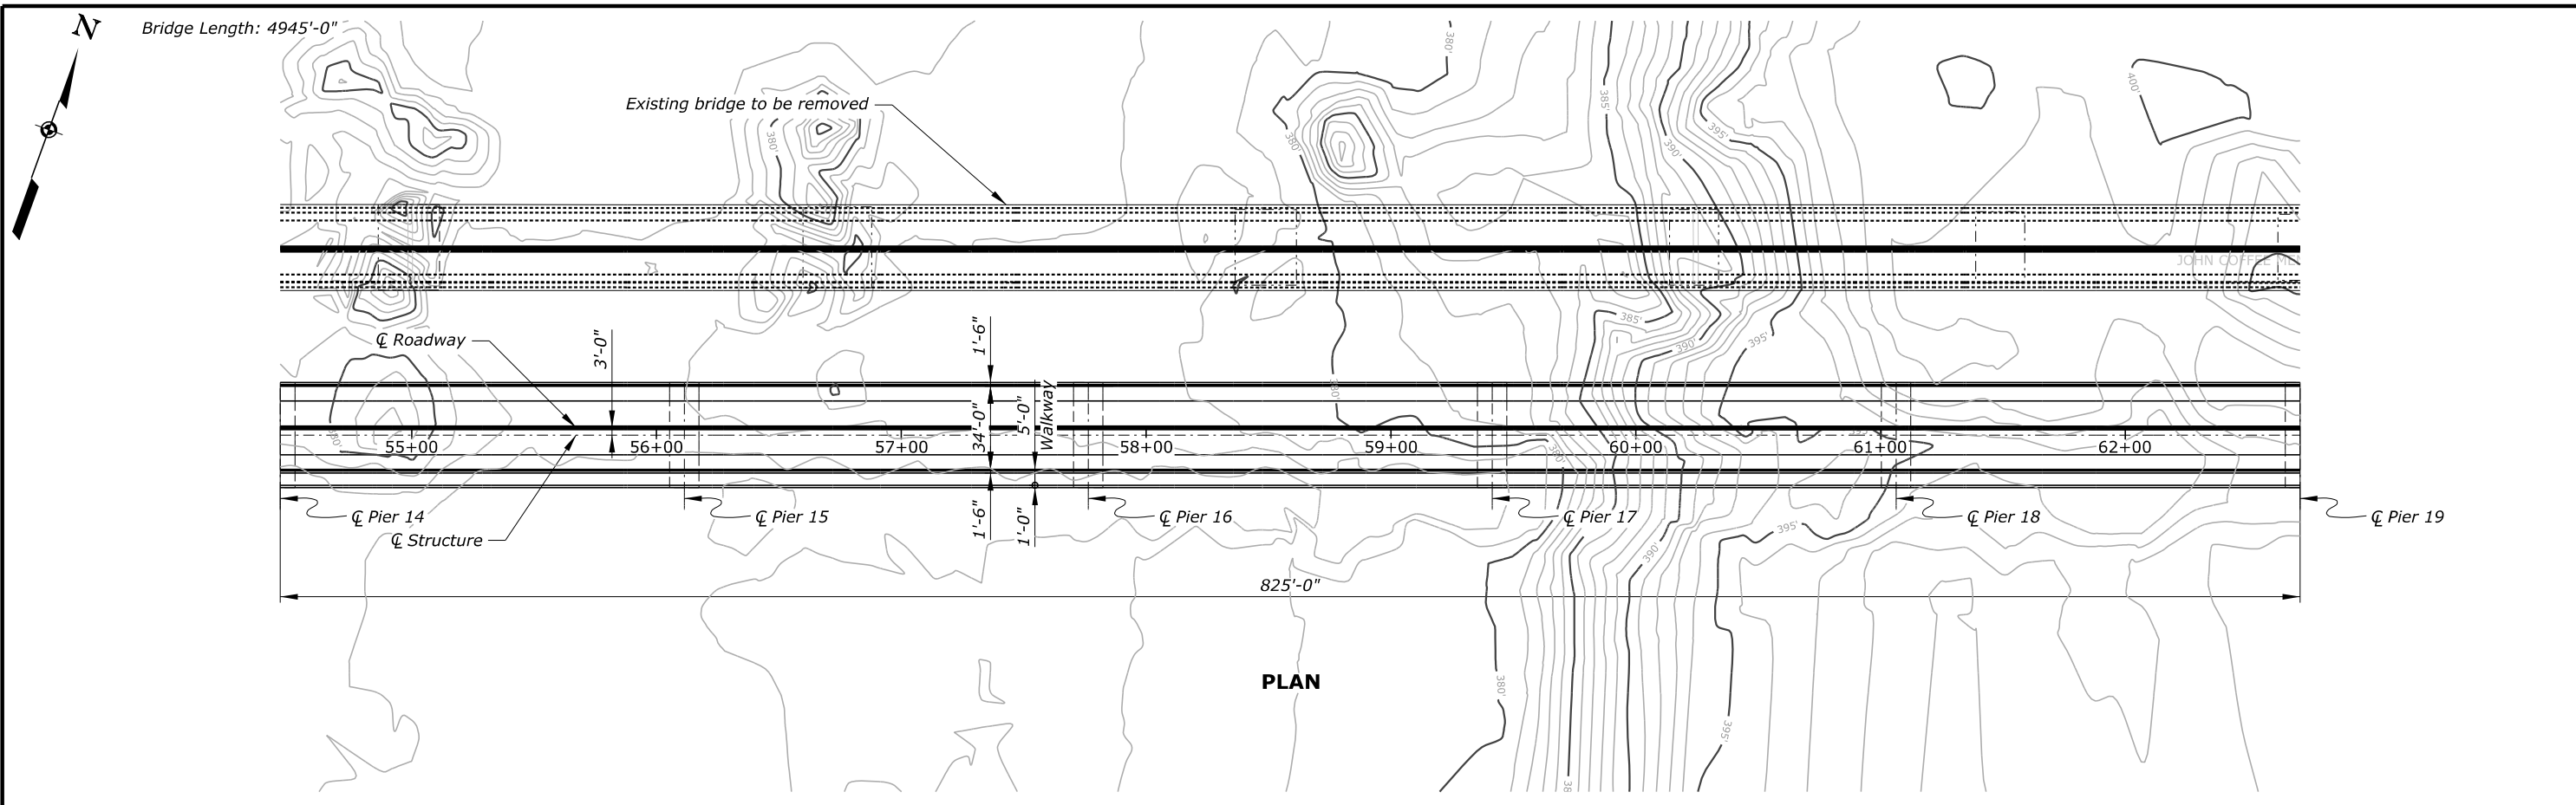 N
Bridge Length: 4945'-0"
380'
400'
385'
Existing bridge to be removed
395'
380'
380'
390'
JOHN COFFEE
385'
℄ Roadway
3'-0"
1'-6"
390'
395'
380'
34'-0"
5'-0"
Walkway
380'
55+00
56+00
57+00
58+00
59+00
60+00
61+00
62+00
380'
℄ Pier 14
℄ Pier 15
℄ Pier 16
℄ Pier 17
℄ Pier 18
℄ Pier 19
1'-6"
1'-0"
395'
℄ Structure
390'
825'-0"
PLAN
380'
395'